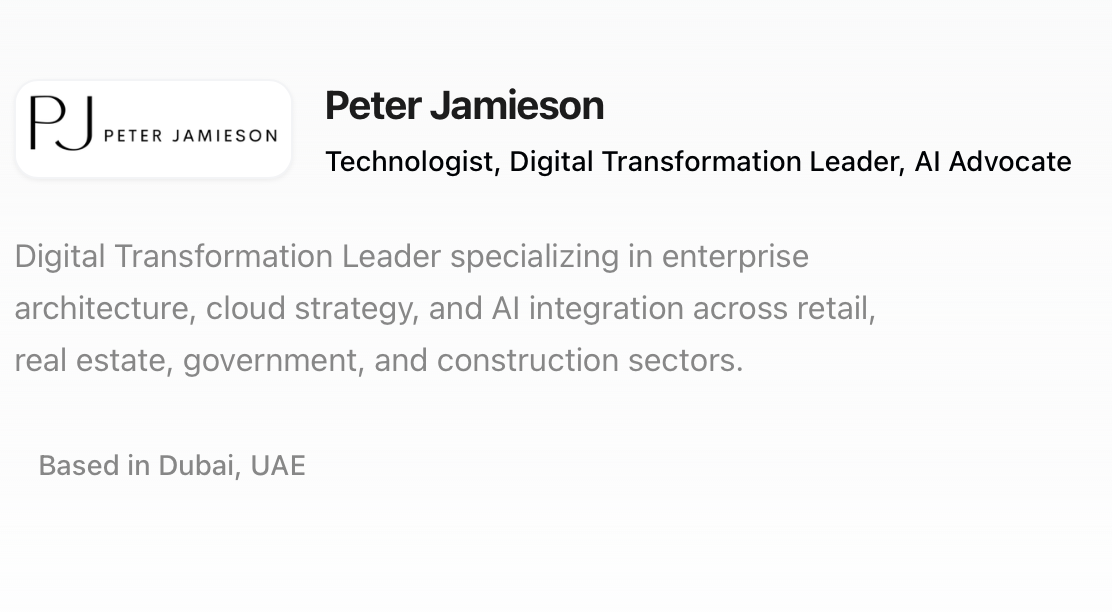 PJ PETER JAMIESON
Peter Jamieson
Technologist, Digital Transformation Leader, AI Advocate
Digital Transformation Leader specializing in enterprise
architecture, cloud strategy, and AI integration across retail,
real estate, government, and construction sectors.
Based in Dubai, UAE